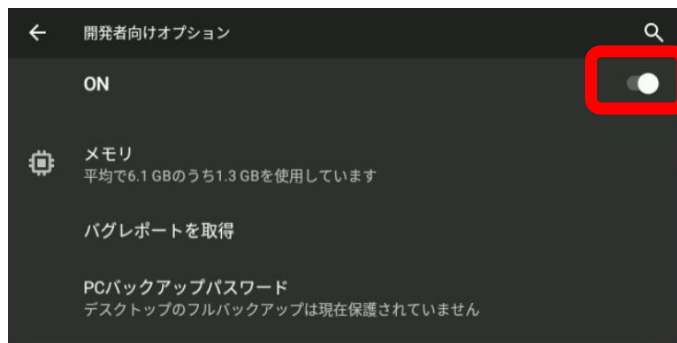 開発者向けオプション
ON
メモリ
平均で6.1 GBのうち1.3 GBを使用しています
バグレポートを取得
PCバックアップパスワード
デスクトップのフルバックアップは現在保護されていません